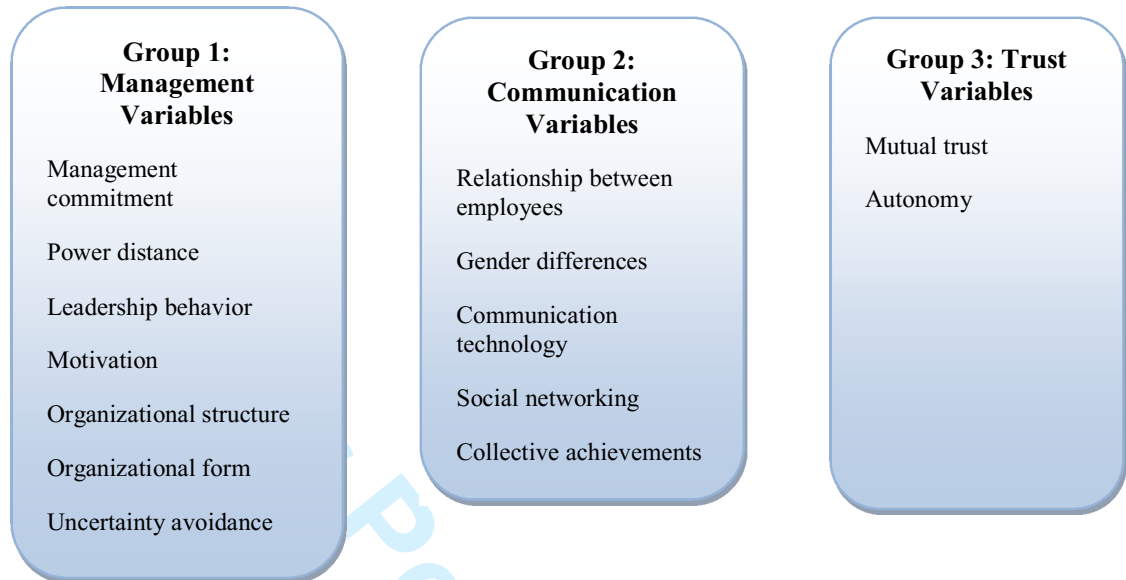 Group 1:
Management
Variables
Management
commitment
Power distance
Leadership behavior
Motivation
Organizational structure
Organizational form
Uncertainty avoidance
Group 2:
Communication
Variables
Relationship between
employees
Gender differences
Communication
technology
Social networking
Collective achievements
Group 3: Trust
Variables
Mutual trust
Autonomy